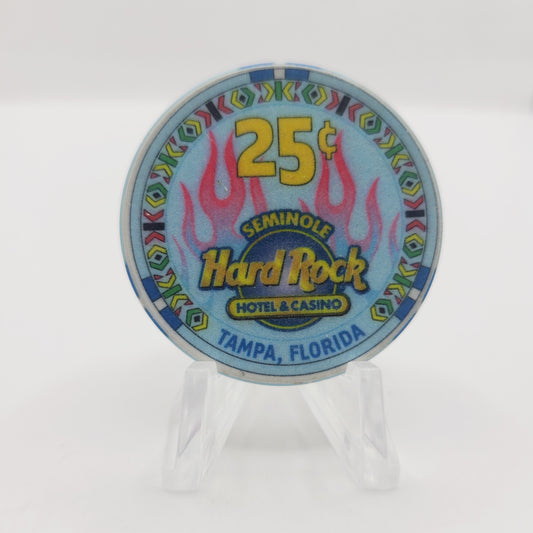 25¢
SEMINOLE
Hard Rock
HOTEL & CASINO
TAMPA, FLORIDA